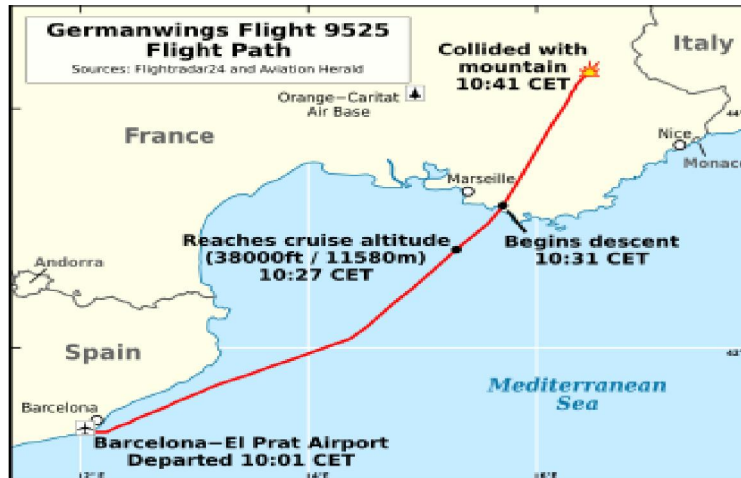 Germanwings Flight 9525
Flight Path
Sources: Flightradar24 and Aviation Herald
Collided with
mountain
10:41 CET
Italy
Orange−Caritat
Air Base
France
Nice
Monaco
Marseille
Reaches cruise altitude
(38000ft / 11580m)
10:27 CET
Begins descent
10:31 CET
Andorra
Spain
Mediterranean
Sea
Barcelona
Barcelona−El Prat Airport
Departed 10:01 CET